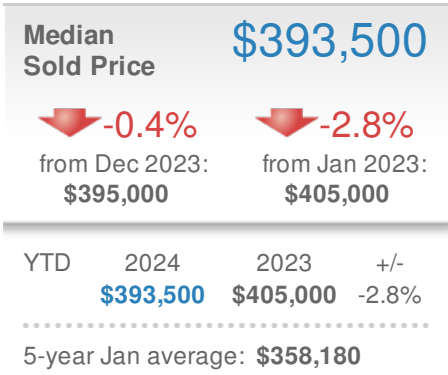 Median $393,500
Sold Price
-0.4% -2.8%
from Dec 2023: from Jan 2023:
$395,000 $405,000
YTD 2024 2023 +/-
$393,500 $405,000 -2.8%
5-year Jan average: $358,180